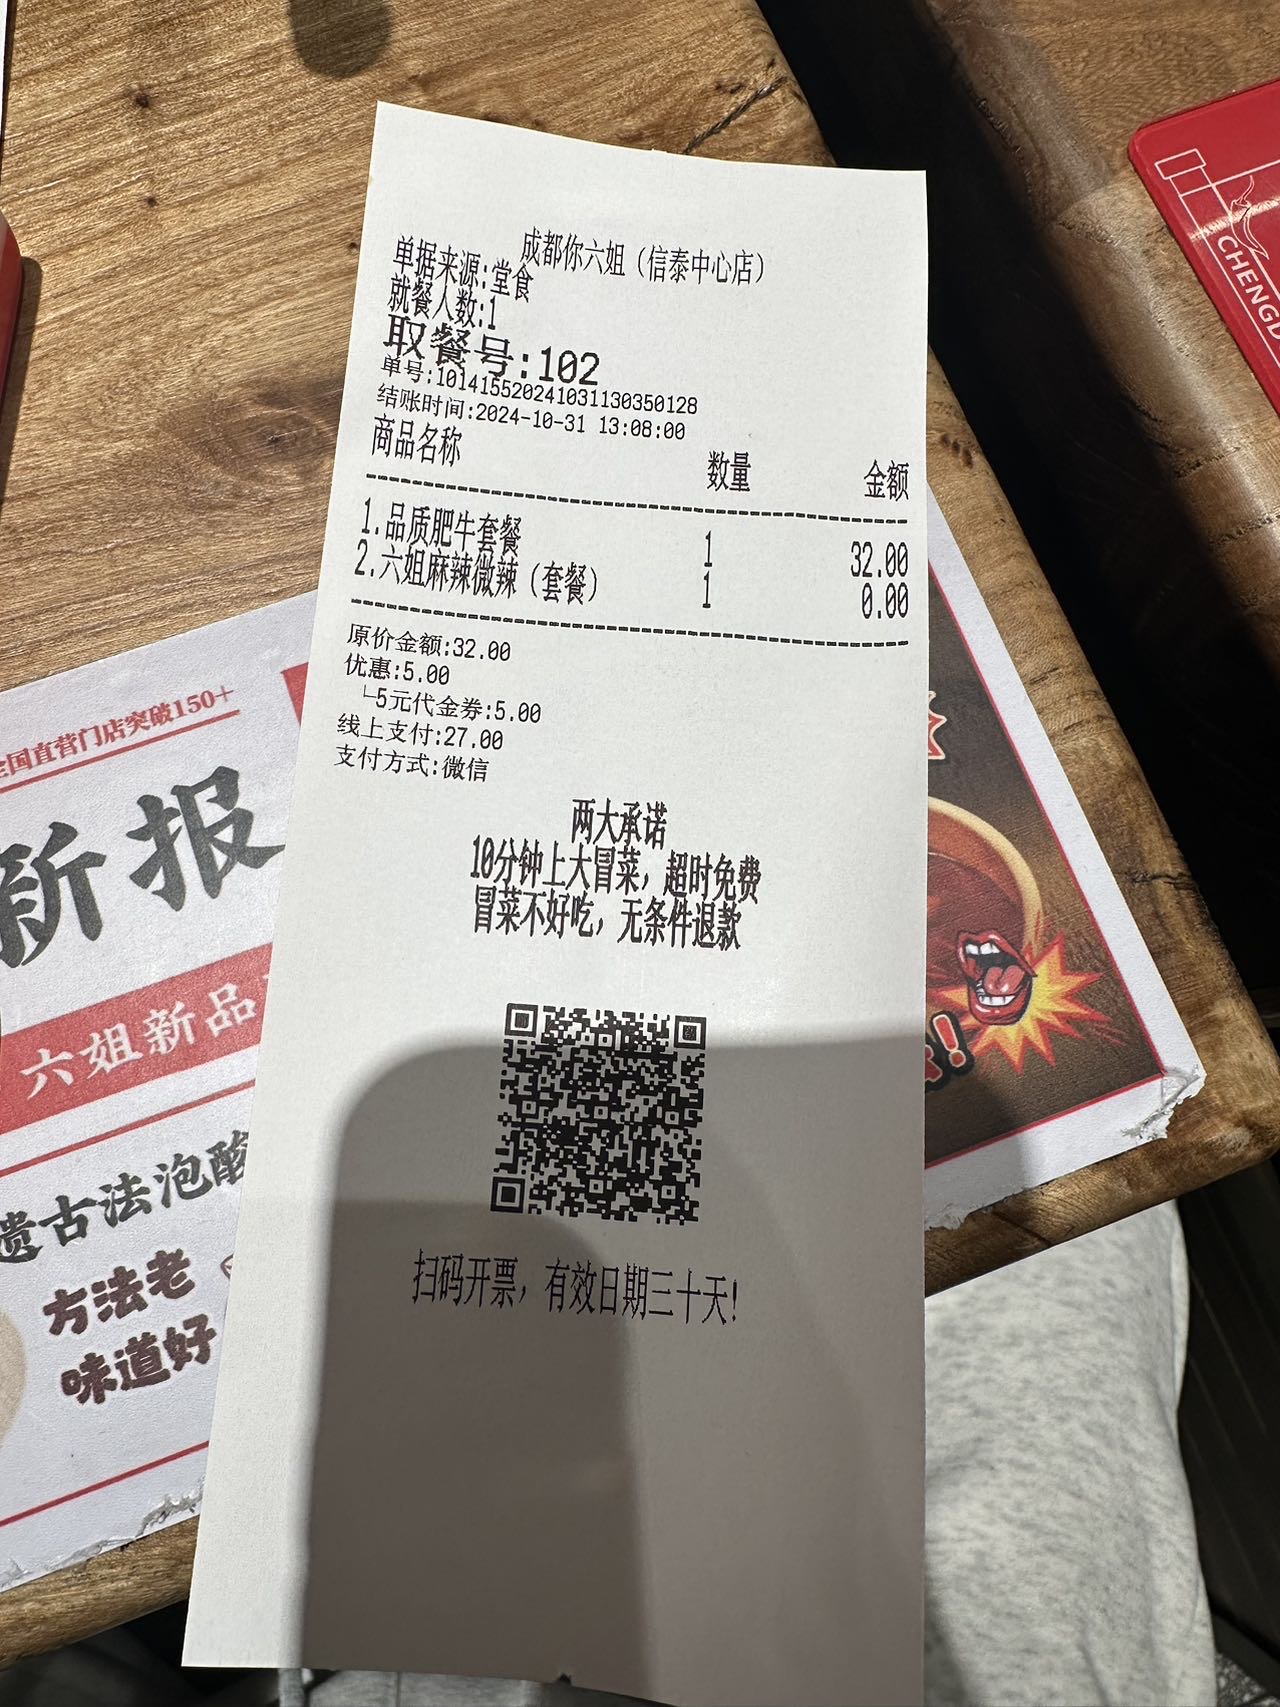 成都你六姐（信泰中心店）
单据来源:堂食
就餐人数:1
取餐号:102
单号:101415520241031130350128
结账时间:2024-10-31 13:08:00
商品名称 数量 金额
1.品质肥牛套餐 1 32.00
2.六姐麻辣微辣（套餐） 1 0.00
原价金额:32.00
优惠:5.00
└5元代金券:5.00
线上支付:27.00
支付方式:微信
两大承诺
10分钟上大冒菜，超时免费
冒菜不好吃，无条件退款
扫码开票，有效日期三十天!
全国直营门店突破150+
新报
六姐新品
遗古法泡酸
方法老
味道好
CHENGD